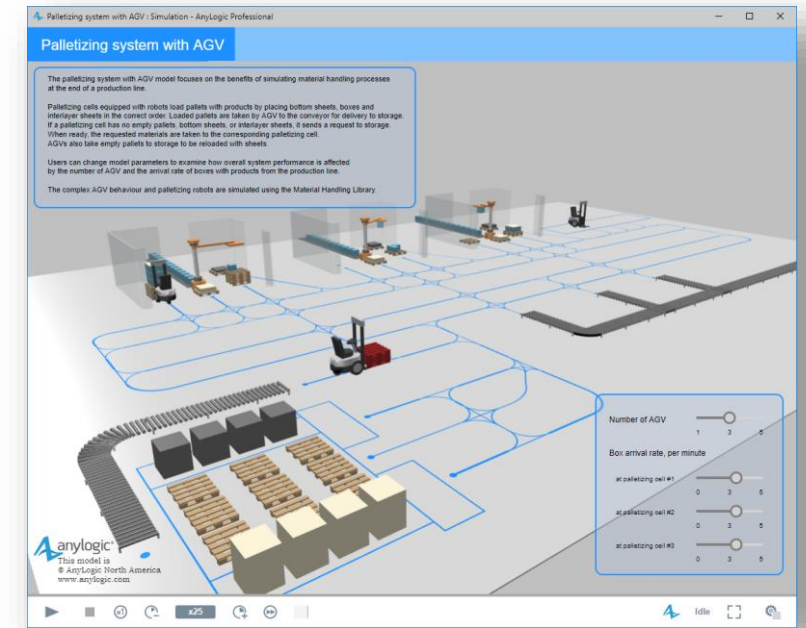 Palletizing system with AGV : Simulation - AnyLogic Professional
Palletizing system with AGV
The palletizing system with AGV model focuses on the benefits of simulating material handling processes
at the end of a production line.
Palletizing cells equipped with robots load pallets with products by placing bottom sheets, boxes and
interlayer sheets in the correct order. Loaded pallets are taken by AGV to the conveyor for delivery to storage.
If a palletizing cell has no empty pallets, bottom sheets, or interlayer sheets, it sends a request to storage.
When ready, the requested materials are taken to the corresponding palletizing cell.
AGVs also take empty pallets to storage to be reloaded with sheets.
Users can change model parameters to examine how overall system performance is affected
by the number of AGV and the arrival rate of boxes with products from the production line.
The complex AGV behaviour and palletizing robots are simulated using the Material Handling Library.
Number of AGV
1 3 5
Box arrival rate, per minute
at palletizing cell #1
0 3 5
at palletizing cell #2
0 3 5
at palletizing cell #3
0 3 5
anylogic
This model is
© AnyLogic North America
www.anylogic.com
x1 x25 Idle